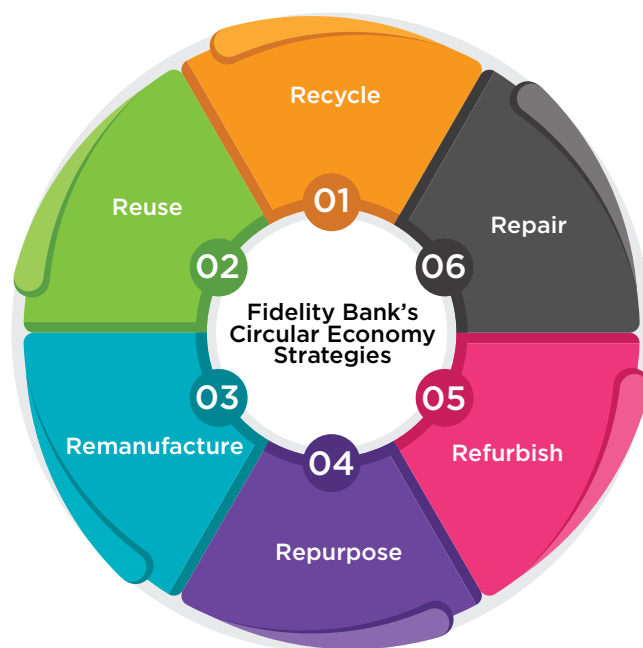 Fidelity Bank's
Circular Economy
Strategies
01
Recycle
02
Reuse
03
Remanufacture
04
Repurpose
05
Refurbish
06
Repair